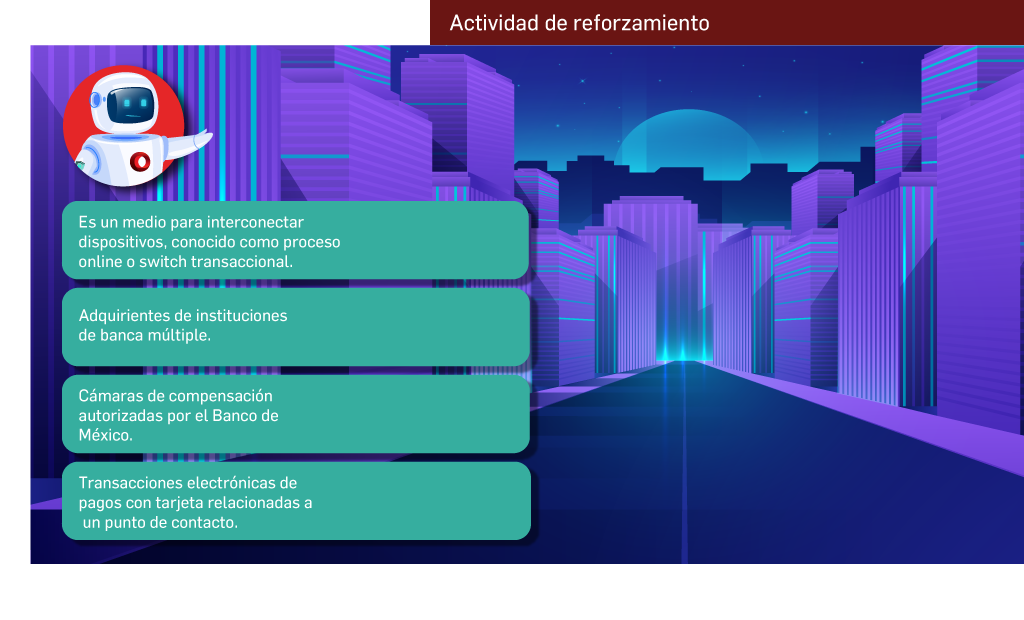 Actividad de reforzamiento
Es un medio para interconectar
dispositivos, conocido como proceso
online o switch transaccional.
Adquirientes de instituciones
de banca múltiple.
Cámaras de compensación
autorizadas por el Banco de
México.
Transacciones electrónicas de
pagos con tarjeta relacionadas a
un punto de contacto.